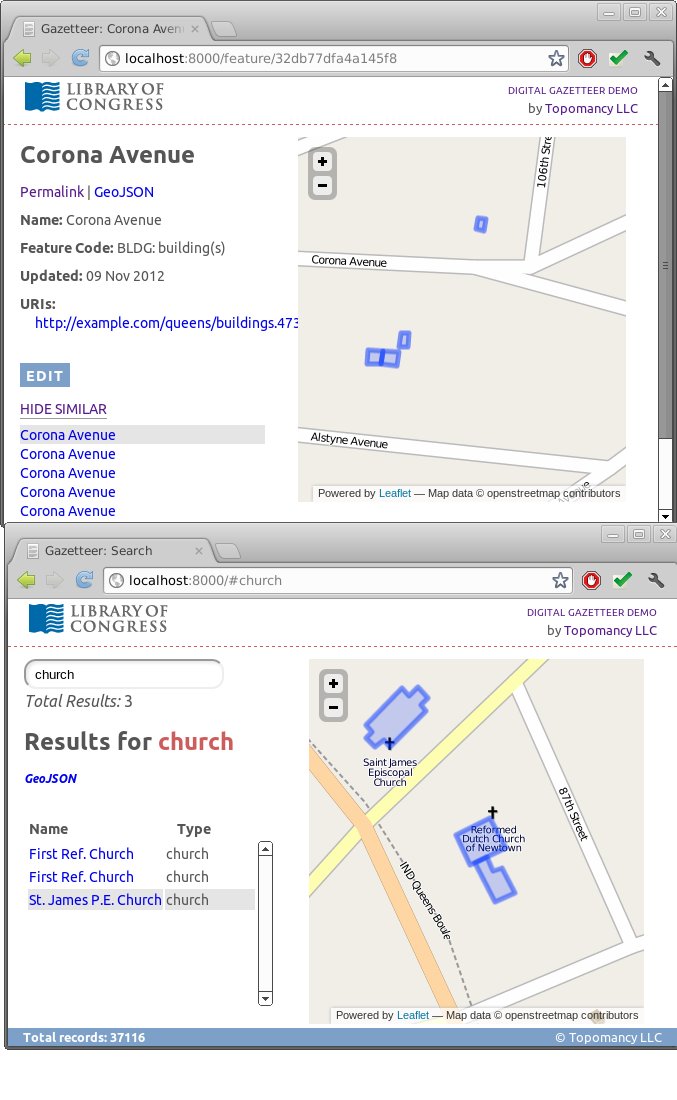 Gazetteer: Corona Aven
localhost:8000/feature/32db77dfa4a145f8
LIBRARY OF
CONGRESS
DIGITAL GAZETTEER DEMO
by Topomancy LLC
Corona Avenue
Permalink | GeoJSON
Name: Corona Avenue
Feature Code: BLDG: building(s)
Updated: 09 Nov 2012
URIs:
http://example.com/queens/buildings.473
EDIT
HIDE SIMILAR
Corona Avenue
Corona Avenue
Corona Avenue
Corona Avenue
Corona Avenue
+
−
106th Stre
Corona Avenue
Alstyne Avenue
Powered by Leaflet — Map data © openstreetmap contributors
Gazetteer: Search
localhost:8000/#church
LIBRARY OF
CONGRESS
DIGITAL GAZETTEER DEMO
by Topomancy LLC
church
Total Results: 3
Results for church
GeoJSON
Name Type
First Ref. Church church
First Ref. Church church
St. James P.E. Church church
+
−
Saint James
Episcopal
Church
Reformed
Dutch Church
of Newtown
87th Street
IND Queens Boule
Powered by Leaflet — Map data © openstreetmap contributors
Total records: 37116
© Topomancy LLC